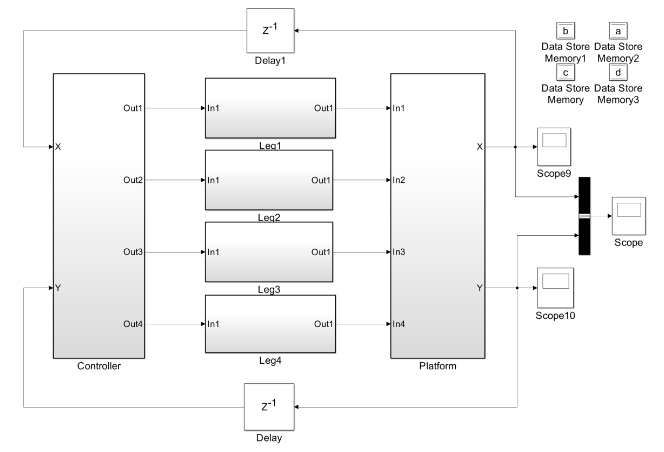 Z-1
Delay1
b
a
Data Store
Memory1
Data Store
Memory2
c
d
Data Store
Memory
Data Store
Memory3
X
Y
Out1
Out2
Out3
Out4
Controller
In1
Out1
Leg1
In1
Out1
Leg2
In1
Out1
Leg3
In1
Out1
Leg4
In1
In2
In3
In4
X
Y
Platform
Scope9
Scope
Scope10
Z-1
Delay